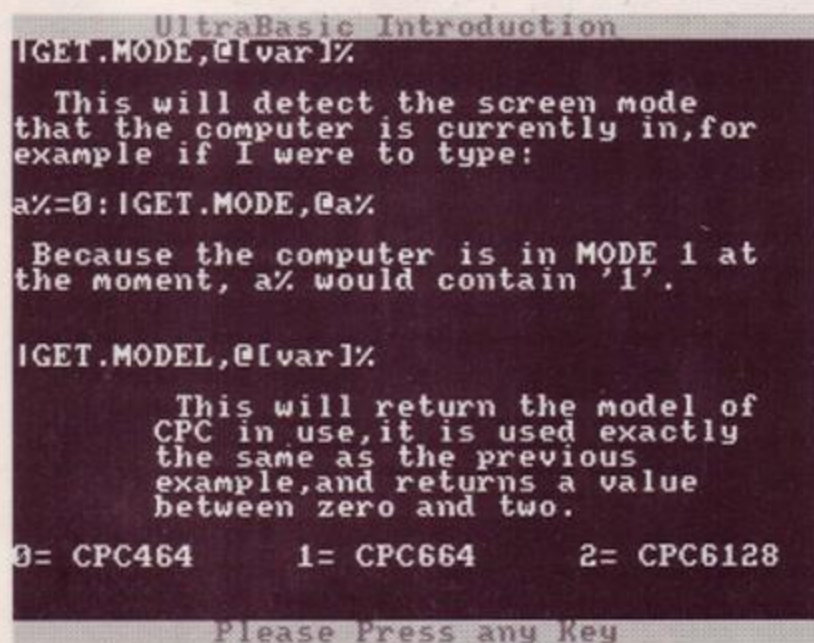 UltraBasic Introduction
|GET.MODE,@[var]%
This will detect the screen mode
that the computer is currently in,for
example if I were to type:
a%=0:|GET.MODE,@a%
Because the computer is in MODE 1 at
the moment, a% would contain '1'.
|GET.MODEL,@[var]%
This will return the model of
CPC in use,it is used exactly
the same as the previous
example,and returns a value
between zero and two.
0= CPC464 1= CPC664 2= CPC6128
Please Press any Key